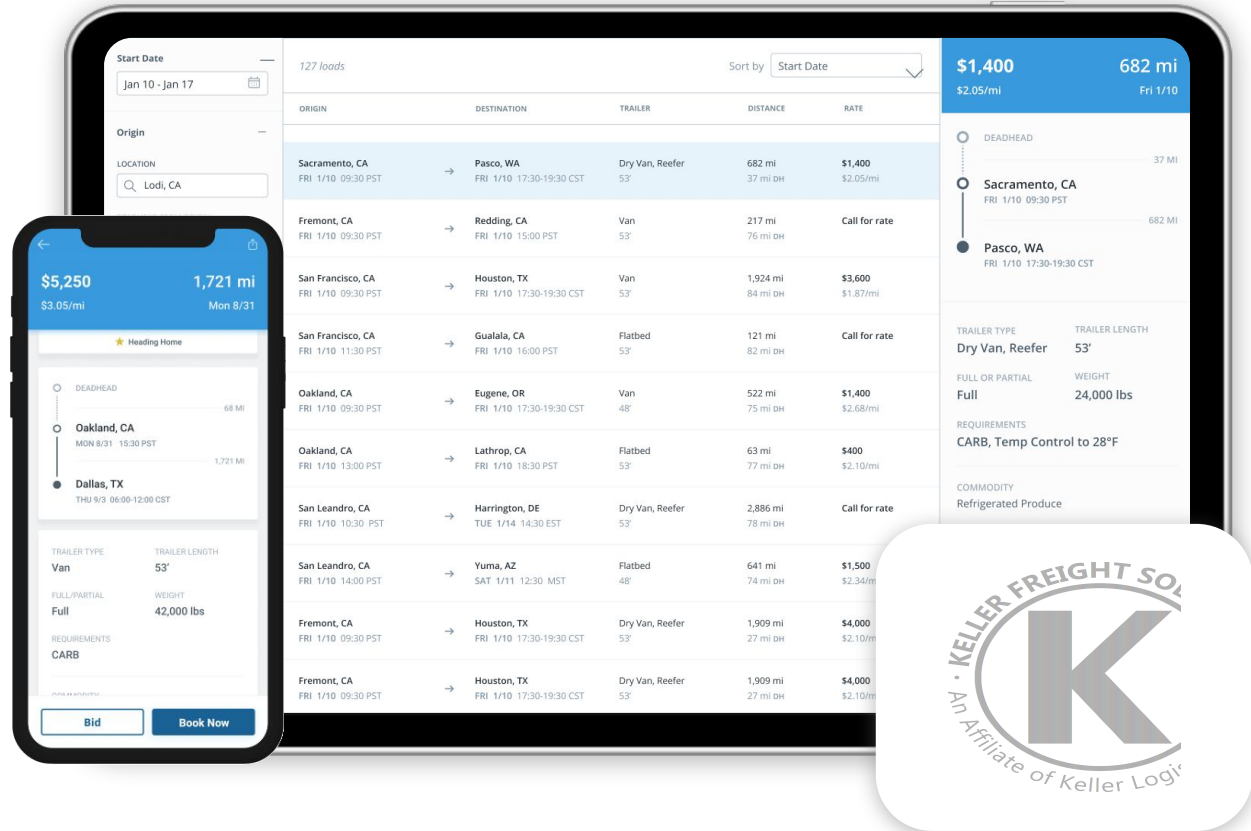 Start Date
Jan 10 - Jan 17
Origin
LOCATION
Lodi, CA
127 loads
Sort by Start Date
ORIGIN DESTINATION TRAILER DISTANCE RATE
Sacramento, CA → Pasco, WA Dry Van, Reefer 682 mi $1,400
FRI 1/10 09:30 PST FRI 1/10 17:30-19:30 CST 53' 37 mi DH $2.05/mi
Fremont, CA → Redding, CA Van 217 mi Call for rate
FRI 1/10 09:30 PST FRI 1/10 15:00 PST 53' 76 mi DH
San Francisco, CA → Houston, TX Van 1,924 mi $3,600
FRI 1/10 09:30 PST FRI 1/10 17:30-19:30 CST 53' 84 mi DH $1.87/mi
San Francisco, CA → Gualala, CA Flatbed 121 mi Call for rate
FRI 1/10 11:30 PST FRI 1/10 16:00 PST 53' 82 mi DH
Oakland, CA → Eugene, OR Van 522 mi $1,400
FRI 1/10 09:30 PST FRI 1/10 17:30-19:30 CST 48' 75 mi DH $2.68/mi
Oakland, CA → Lathrop, CA Flatbed 63 mi $400
FRI 1/10 13:00 PST FRI 1/10 18:30 PST 53' 77 mi DH $2.10/mi
San Leandro, CA → Harrington, DE Dry Van, Reefer 2,886 mi Call for rate
FRI 1/10 10:30 PST TUE 1/14 14:30 EST 53' 78 mi DH
San Leandro, CA → Yuma, AZ Flatbed 641 mi $1,500
FRI 1/10 14:00 PST SAT 1/11 12:30 MST 48' 74 mi DH $2.34/m
Fremont, CA → Houston, TX Dry Van, Reefer 1,909 mi $4,000
FRI 1/10 09:30 PST FRI 1/10 17:30-19:30 CST 53' 27 mi DH $2.10/m
Fremont, CA → Houston, TX Dry Van, Reefer 1,909 mi $4,000
FRI 1/10 09:30 PST FRI 1/10 17:30-19:30 CST 53' 27 mi DH $2.10/m
$1,400 682 mi
$2.05/mi Fri 1/10
DEADHEAD
37 MI
Sacramento, CA
FRI 1/10 09:30 PST
682 MI
Pasco, WA
FRI 1/10 17:30-19:30 CST
TRAILER TYPE TRAILER LENGTH
Dry Van, Reefer 53'
FULL OR PARTIAL WEIGHT
Full 24,000 lbs
REQUIREMENTS
CARB, Temp Control to 28°F
COMMODITY
Refrigerated Produce
$5,250 1,721 mi
$3.05/mi Mon 8/31
Heading Home
DEADHEAD
68 MI
Oakland, CA
MON 8/31 15:30 PST
1,721 MI
Dallas, TX
THU 9/3 06:00-12:00 CST
TRAILER TYPE TRAILER LENGTH
Van 53'
FULL/PARTIAL WEIGHT
Full 42,000 lbs
REQUIREMENTS
CARB
Bid Book Now
· KELLER FREIGHT SO
K
An Affiliate of Keller Logi